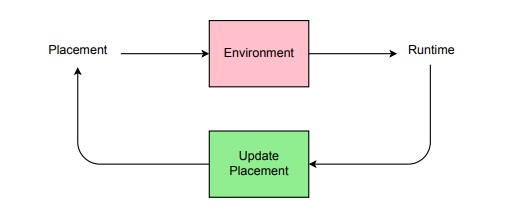 Placement
Environment
Runtime
Update
Placement